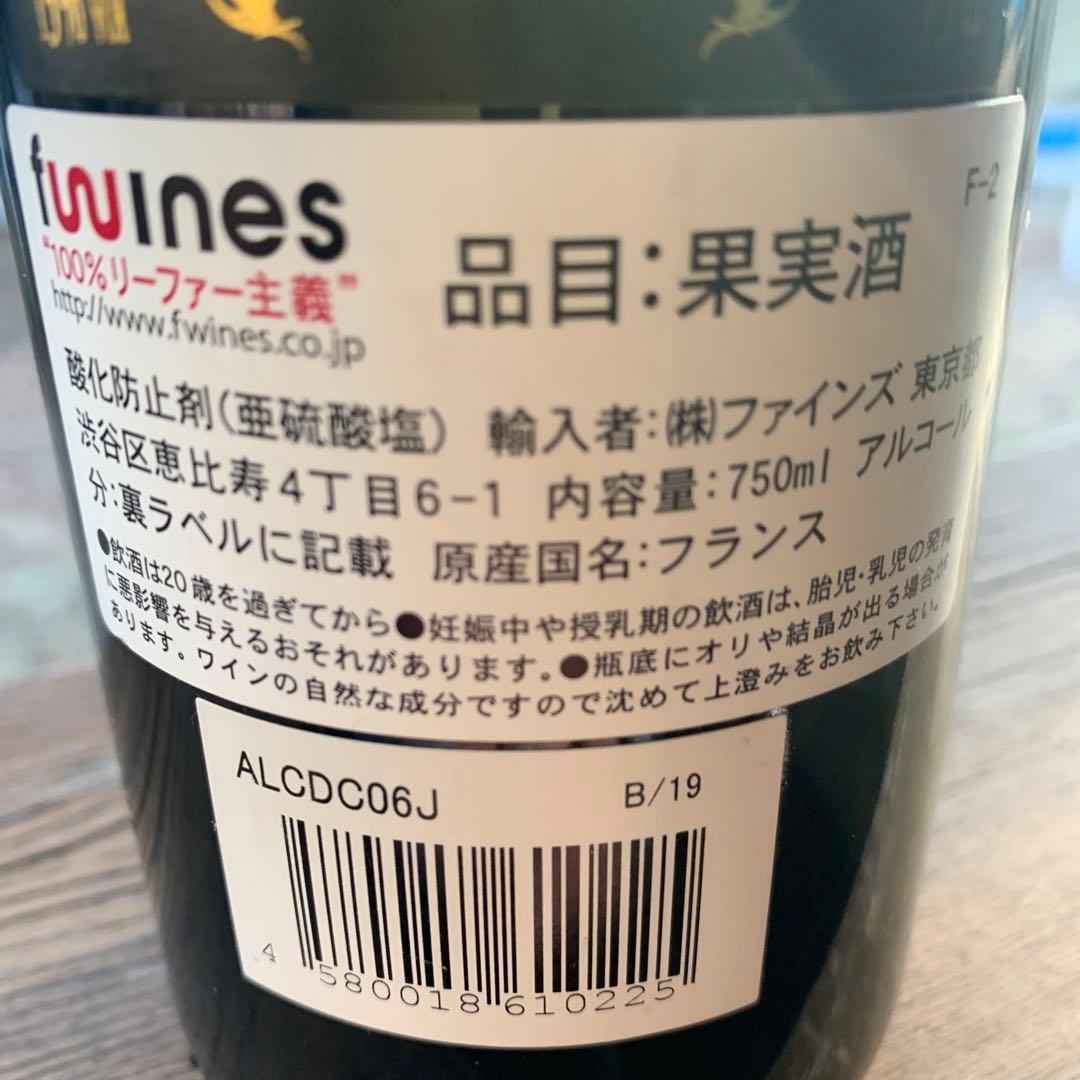 fwines
F-2
"100%リーファー主義"
品目:果実酒
http://www.fwines.co.jp
酸化防止剤(亜硫酸塩) 輸入者:㈱ファインズ 東京都
渋谷区恵比寿4丁目6-1 内容量:750ml アルコール
分:裏ラベルに記載 原産国名:フランス
●飲酒は20歳を過ぎてから●妊娠中や授乳期の飲酒は、胎児・乳児の発育
に悪影響を与えるおそれがあります。●瓶底にオリや結晶が出る場合が
あります。ワインの自然な成分ですので沈めて上澄みをお飲み下さい。
ALCDC06J B/19
4 580018 610225